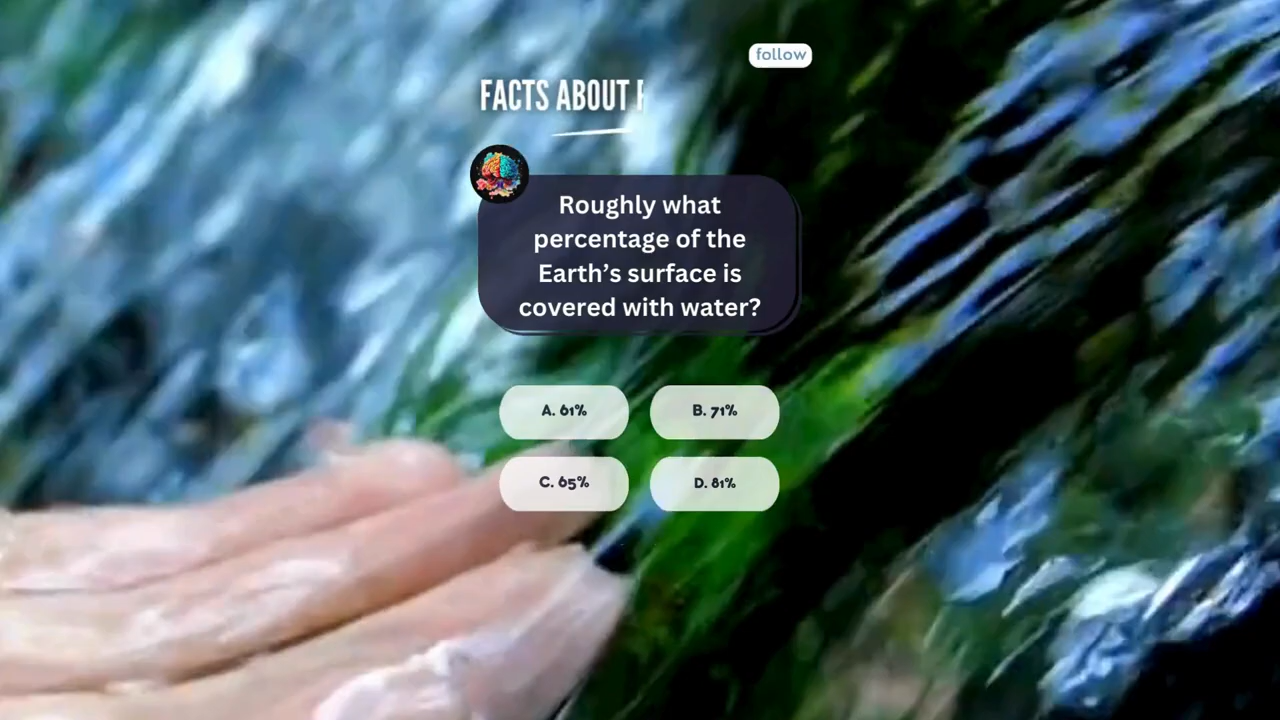 follow
FACTS ABOUT
Roughly what
percentage of the
Earth’s surface is
covered with water?
A. 61%
B. 71%
C. 65%
D. 81%